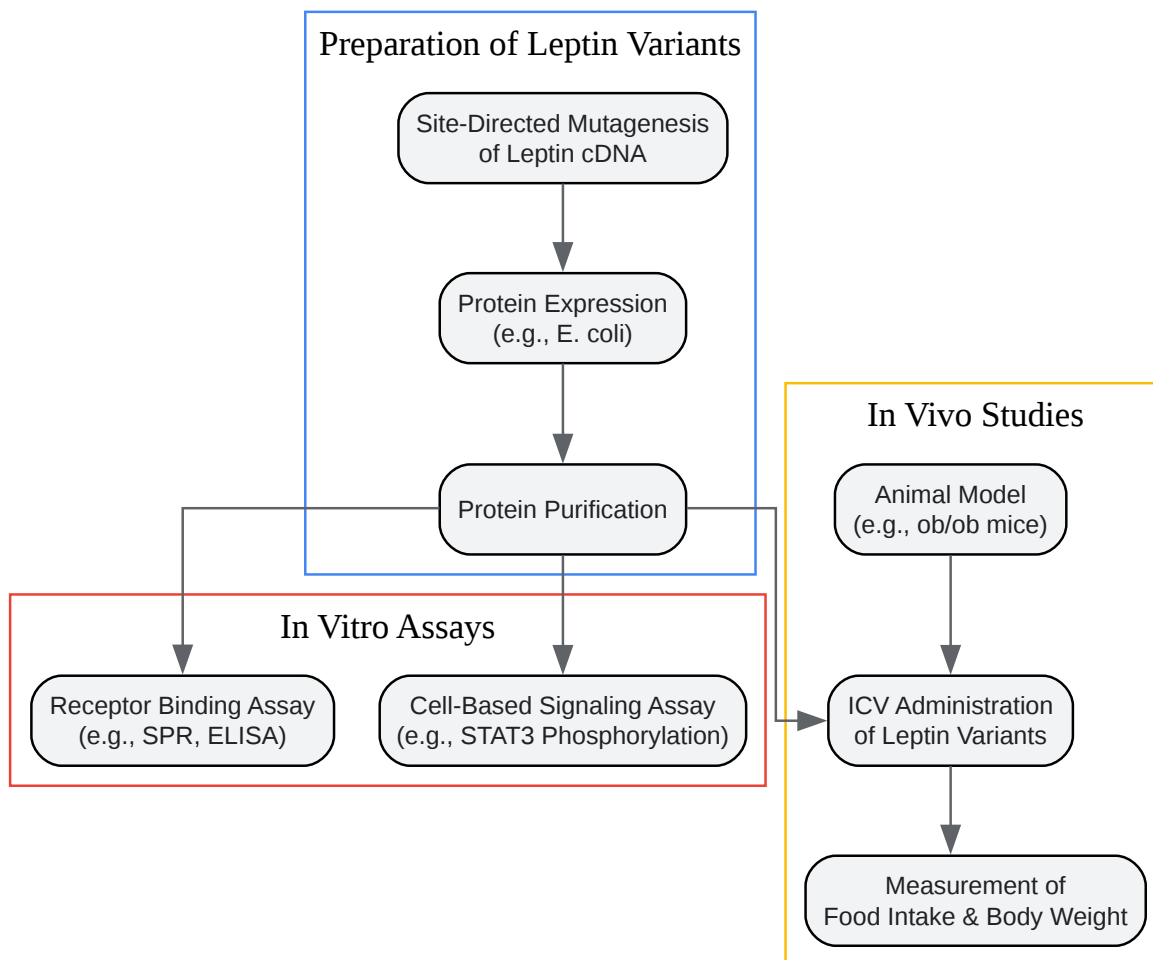 Preparation of Leptin Variants
Site-Directed Mutagenesis
of Leptin cDNA
Protein Expression
(e.g., E. coli)
Protein Purification
In Vitro Assays
Receptor Binding Assay
(e.g., SPR, ELISA)
Cell-Based Signaling Assay
(e.g., STAT3 Phosphorylation)
In Vivo Studies
Animal Model
(e.g., ob/ob mice)
ICV Administration
of Leptin Variants
Measurement of
Food Intake & Body Weight